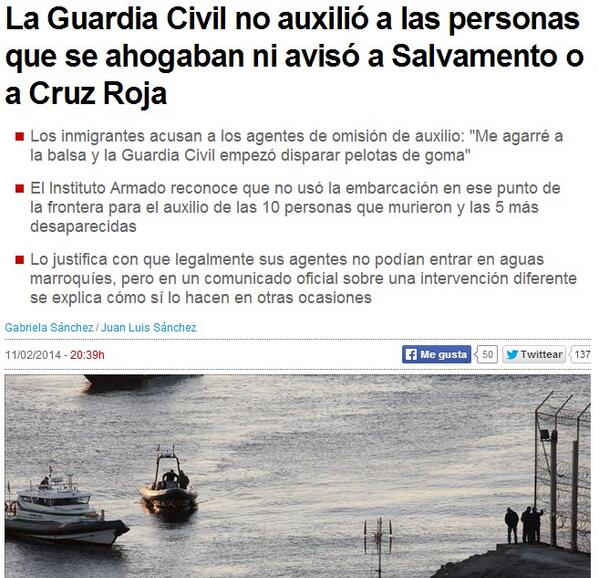 La Guardia Civil no auxilió a las personas
que se ahogaban ni avisó a Salvamento o
a Cruz Roja
Los inmigrantes acusan a los agentes de omisión de auxilio: "Me agarré a
la balsa y la Guardia Civil empezó disparar pelotas de goma"
El Instituto Armado reconoce que no usó la embarcación en ese punto de
la frontera para el auxilio de las 10 personas que murieron y las 5 más
desaparecidas
Lo justifica con que legalmente sus agentes no podían entrar en aguas
marroquíes, pero en un comunicado oficial sobre una intervención diferente
se explica cómo sí lo hacen en otras ocasiones
Gabriela Sánchez / Juan Luis Sánchez
11/02/2014 - 20:39h
Me gusta 50 Twittear 137